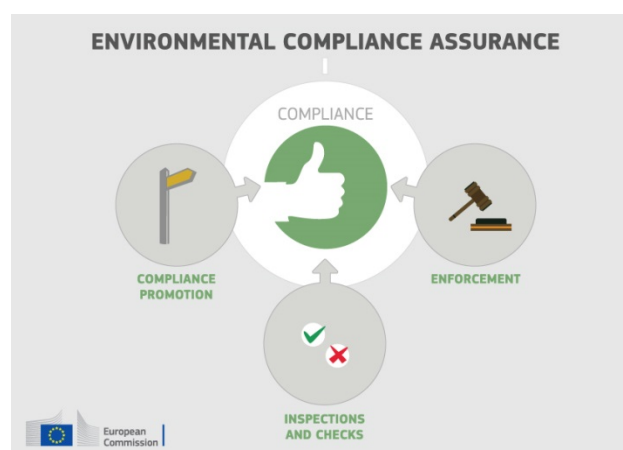 ENVIRONMENTAL COMPLIANCE ASSURANCE
COMPLIANCE
COMPLIANCE
PROMOTION
ENFORCEMENT
INSPECTIONS
AND CHECKS
European
Commission